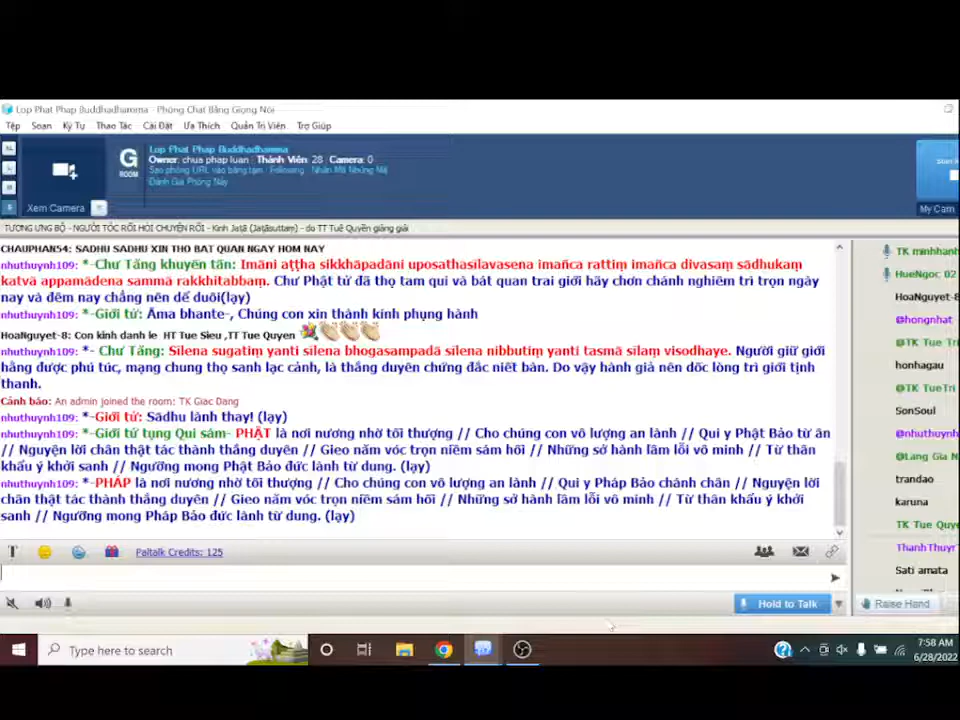 Lop Phat Phap Buddhadhamma - Phòng Chat Bằng Giọng Nói
Tệp Soạn Ký Tự Thao Tác Cài Đặt Ưa Thích Quản Trị Viên Trợ Giúp
Lop Phat Phap Buddhadhamma
Owner: chua phap luan · Thành Viên: 28 Camera: 0
G
ROOM
Đánh Giá Phòng Này
Xem Camera
My Cam
TƯƠNG ƯNG BỘ - NGƯỜI TÓC RỐI HỎI CHUYỆN RỐI - Kinh Jatā (Jaṭāsuttaṃ) - do TT Tuệ Quyền giảng giải
CHAUPHAN54: SADHU SADHU XIN THO BAT QUAN NGAY HOM NAY
nhuthuynh109: *-Chư Tăng khuyến tấn: Imāni aṭṭha sikkhāpadāni uposathasīlavasena imañca rattiṃ imañca divasaṃ sādhukaṃ
katvā appamādena sammā rakkhitabbaṃ. Chư Phật tử đã thọ tam qui và bát quan trai giới hãy chơn chánh nghiêm trì trọn ngày
nay và đêm nay chẳng nên dể duôi(lạy)
nhuthuynh109: *-Giới tử: Āma bhante-, Chúng con xin thành kính phụng hành
HoaNguyet-8: Con kinh danh le HT Tue Sieu ,TT Tue Quyen
nhuthuynh109: *- Chư Tăng: Sīlena sugatiṃ yanti sīlena bhogasampadā sīlena nibbutiṃ yanti tasmā sīlaṃ visodhaye. Người giữ giới
hằng được phú túc, mạng chung thọ sanh lạc cảnh, là thắng duyên chứng đắc niết bàn. Do vậy hành giả nên dốc lòng trì giới tịnh
thanh.
Cảnh báo: An admin joined the room: TK Giac Dang
nhuthuynh109: *-Giới tử: Sādhu lành thay! (lạy)
nhuthuynh109: *-Giới tử tụng Qui sám- PHẬT là nơi nương nhờ tối thượng // Cho chúng con vô lượng an lành // Qui y Phật Bảo từ ân
// Nguyện lời chân thật tác thành thắng duyên // Gieo năm vóc trọn niềm sám hối // Những sở hành lầm lỗi vô minh // Từ thân
khẩu ý khởi sanh // Ngưỡng mong Phật Bảo đức lành từ dung. (lạy)
nhuthuynh109: *-PHÁP là nơi nương nhờ tối thượng // Cho chúng con vô lượng an lành // Qui y Pháp Bảo chánh chân // Nguyện lời
chân thật tác thành thắng duyên // Gieo năm vóc trọn niềm sám hối // Những sở hành lầm lỗi vô minh // Từ thân khẩu ý khởi
sanh // Ngưỡng mong Pháp Bảo đức lành từ dung. (lạy)
TK minhhanh
HueNgoc 02
HoaNguyet-
@hongnhat
@TK Tue Tri
honhagau
@TK TueTri
SonSoul
@nhuthuynh
@Lang Gia N
trandao
karuna
TK Tue Quye
ThanhThuyr
Sati amata
Paltalk Credits: 125
Hold to Talk
Raise Hand
Type here to search
7:58 AM
6/28/2022